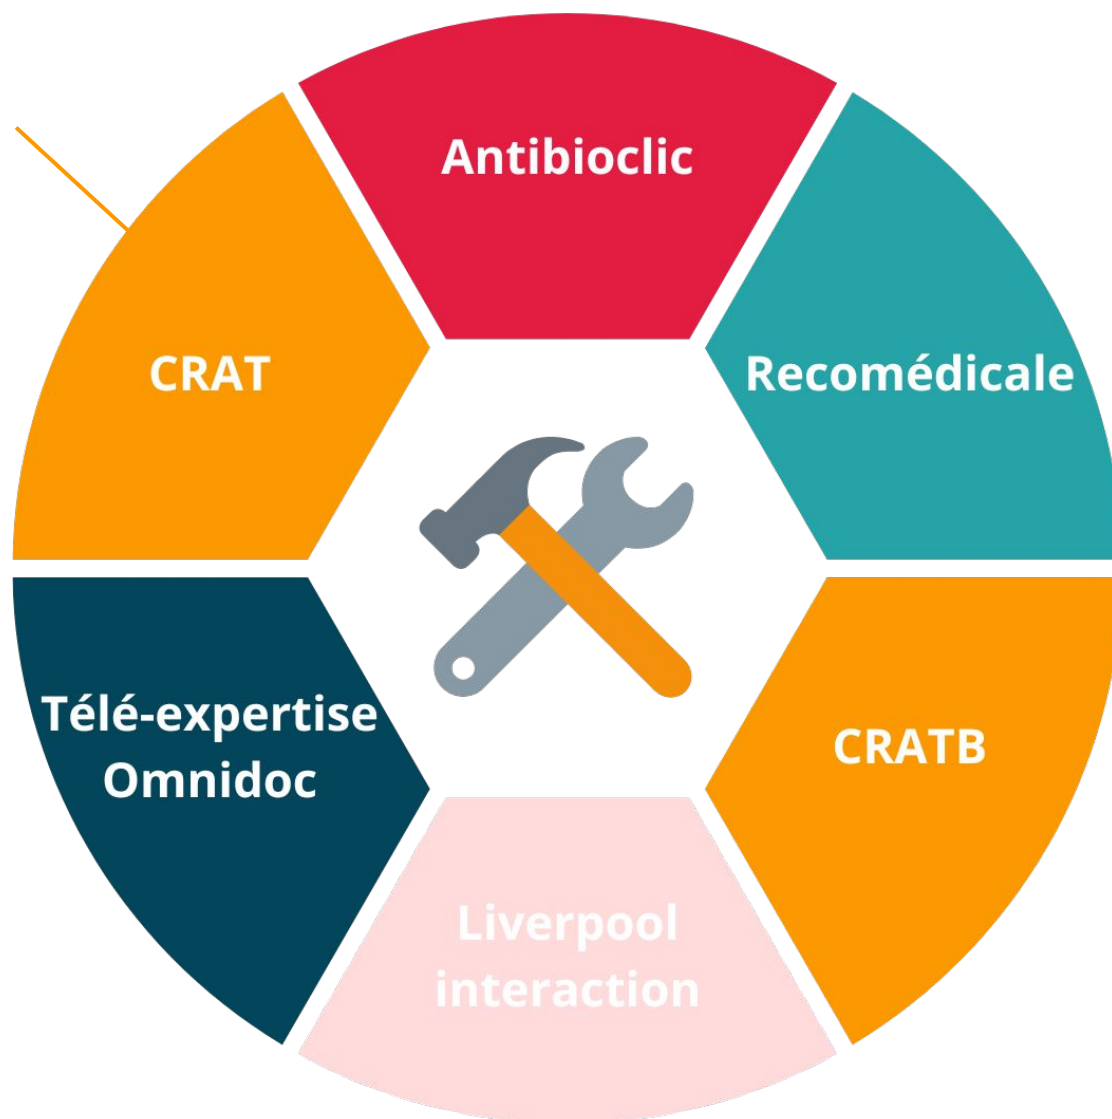 Antibioclic
CRAT
Recomédicale
Télé-expertise
Omnidoc
CRATB
Liverpool
interaction